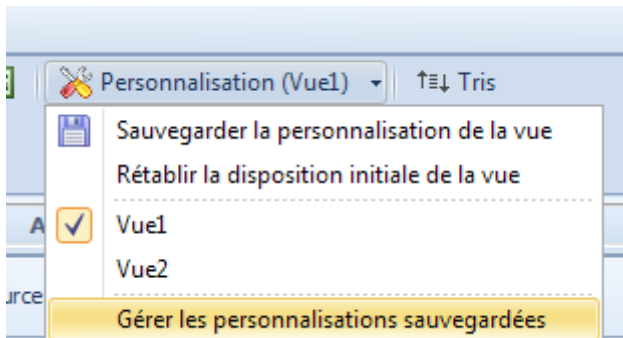 Personnalisation (Vue1) Tris
Sauvegarder la personnalisation de la vue
Rétablir la disposition initiale de la vue
A Vue1
Vue2
urce
Gérer les personnalisations sauvegardées